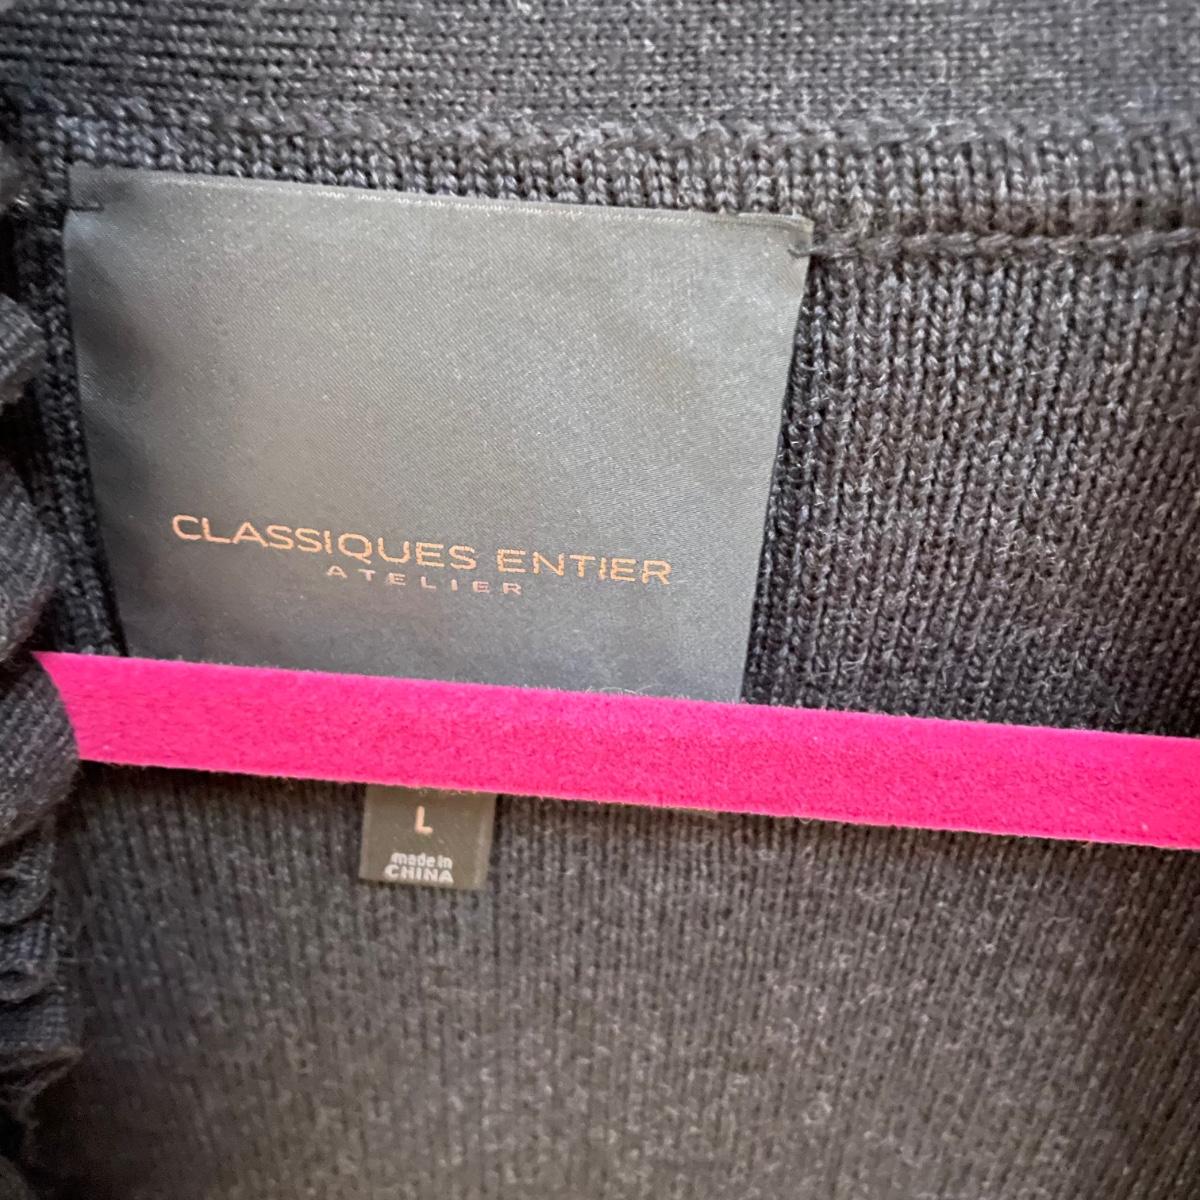 CLASSIQUES ENTIER
ATELIER
L
made in
CHINA